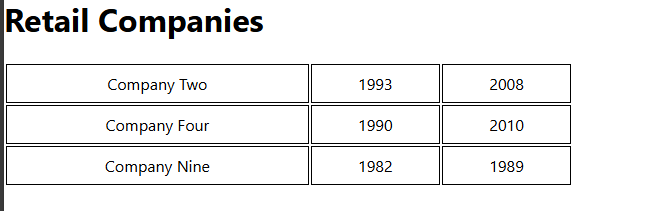 Retail Companies
Company Two 1993 2008
Company Four 1990 2010
Company Nine 1982 1989